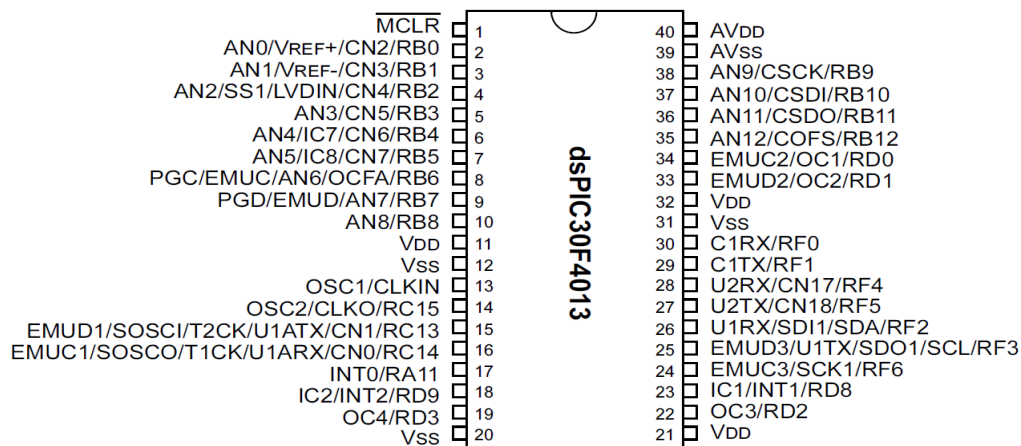 MCLR 1
AN0/VREF+/CN2/RB0 2
AN1/VREF-/CN3/RB1 3
AN2/SS1/LVDIN/CN4/RB2 4
AN3/CN5/RB3 5
AN4/IC7/CN6/RB4 6
AN5/IC8/CN7/RB5 7
PGC/EMUC/AN6/OCFA/RB6 8
PGD/EMUD/AN7/RB7 9
AN8/RB8 10
VDD 11
VSS 12
OSC1/CLKIN 13
OSC2/CLKO/RC15 14
EMUD1/SOSCI/T2CK/U1ATX/CN1/RC13 15
EMUC1/SOSCO/T1CK/U1ARX/CN0/RC14 16
INT0/RA11 17
IC2/INT2/RD9 18
OC4/RD3 19
VSS 20
dsPIC30F4013
40 AVDD
39 AVSS
38 AN9/CSCK/RB9
37 AN10/CSDI/RB10
36 AN11/CSDO/RB11
35 AN12/COFS/RB12
34 EMUC2/OC1/RD0
33 EMUD2/OC2/RD1
32 VDD
31 VSS
30 C1RX/RF0
29 C1TX/RF1
28 U2RX/CN17/RF4
27 U2TX/CN18/RF5
26 U1RX/SDI1/SDA/RF2
25 EMUD3/U1TX/SDO1/SCL/RF3
24 EMUC3/SCK1/RF6
23 IC1/INT1/RD8
22 OC3/RD2
21 VDD